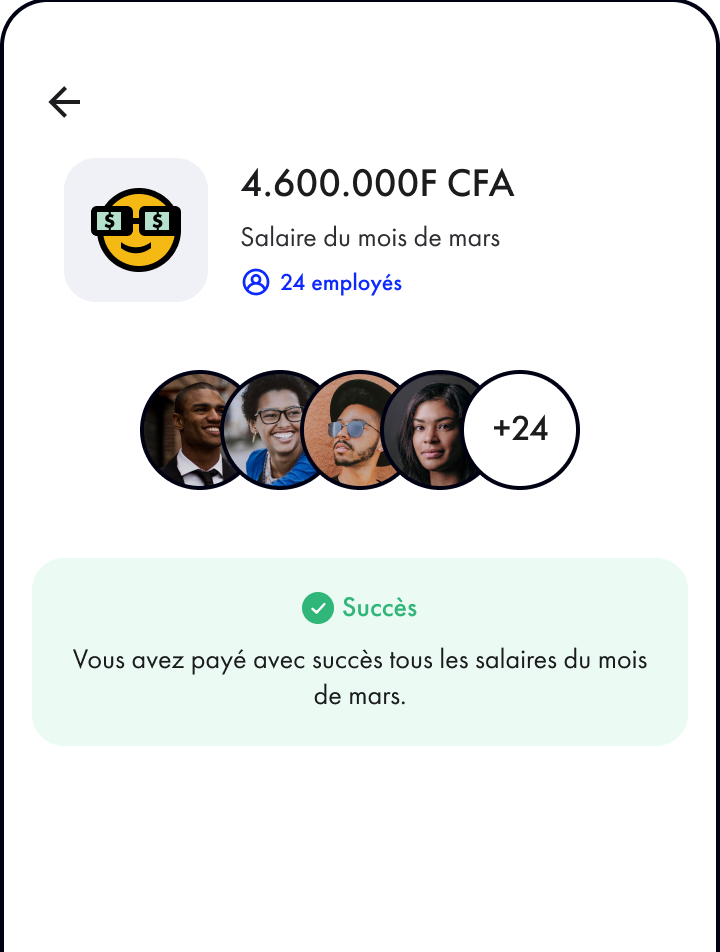 4.600.000F CFA
Salaire du mois de mars
24 employés
+24
Succès
Vous avez payé avec succès tous les salaires du mois
de mars.